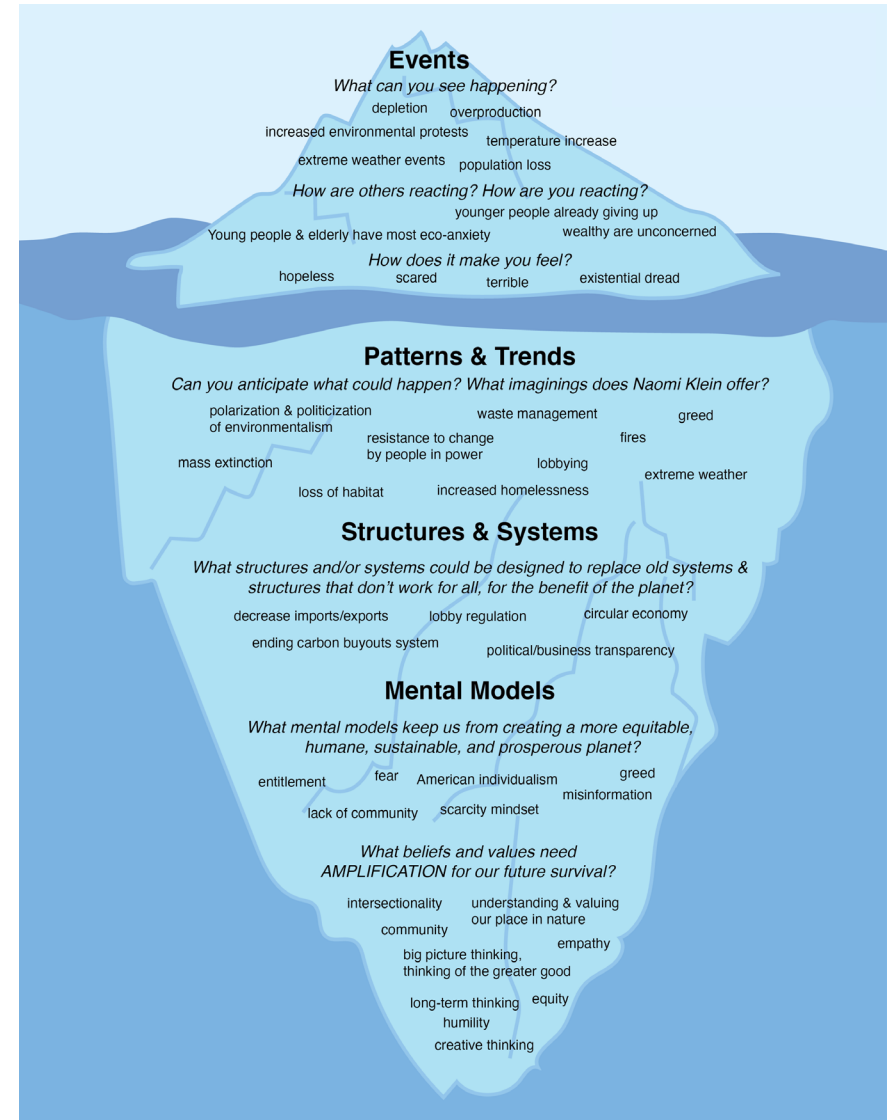 Events
What can you see happening?
depletion
overproduction
increased environmental protests
temperature increase
extreme weather events
population loss
How are others reacting? How are you reacting?
younger people already giving up
Young people & elderly have most eco-anxiety
wealthy are unconcerned
How does it make you feel?
hopeless
scared
terrible
existential dread
Patterns & Trends
Can you anticipate what could happen? What imaginings does Naomi Klein offer?
polarization & politicization
of environmentalism
waste management
greed
resistance to change
by people in power
fires
mass extinction
lobbying
extreme weather
loss of habitat
increased homelessness
Structures & Systems
What structures and/or systems could be designed to replace old systems &
structures that don't work for all, for the benefit of the planet?
decrease imports/exports
lobby regulation
circular economy
ending carbon buyouts system
political/business transparency
Mental Models
What mental models keep us from creating a more equitable,
humane, sustainable, and prosperous planet?
entitlement
fear
American individualism
greed
misinformation
lack of community
scarcity mindset
What beliefs and values need
AMPLIFICATION for our future survival?
intersectionality
understanding & valuing
our place in nature
community
empathy
big picture thinking,
thinking of the greater good
long-term thinking
equity
humility
creative thinking